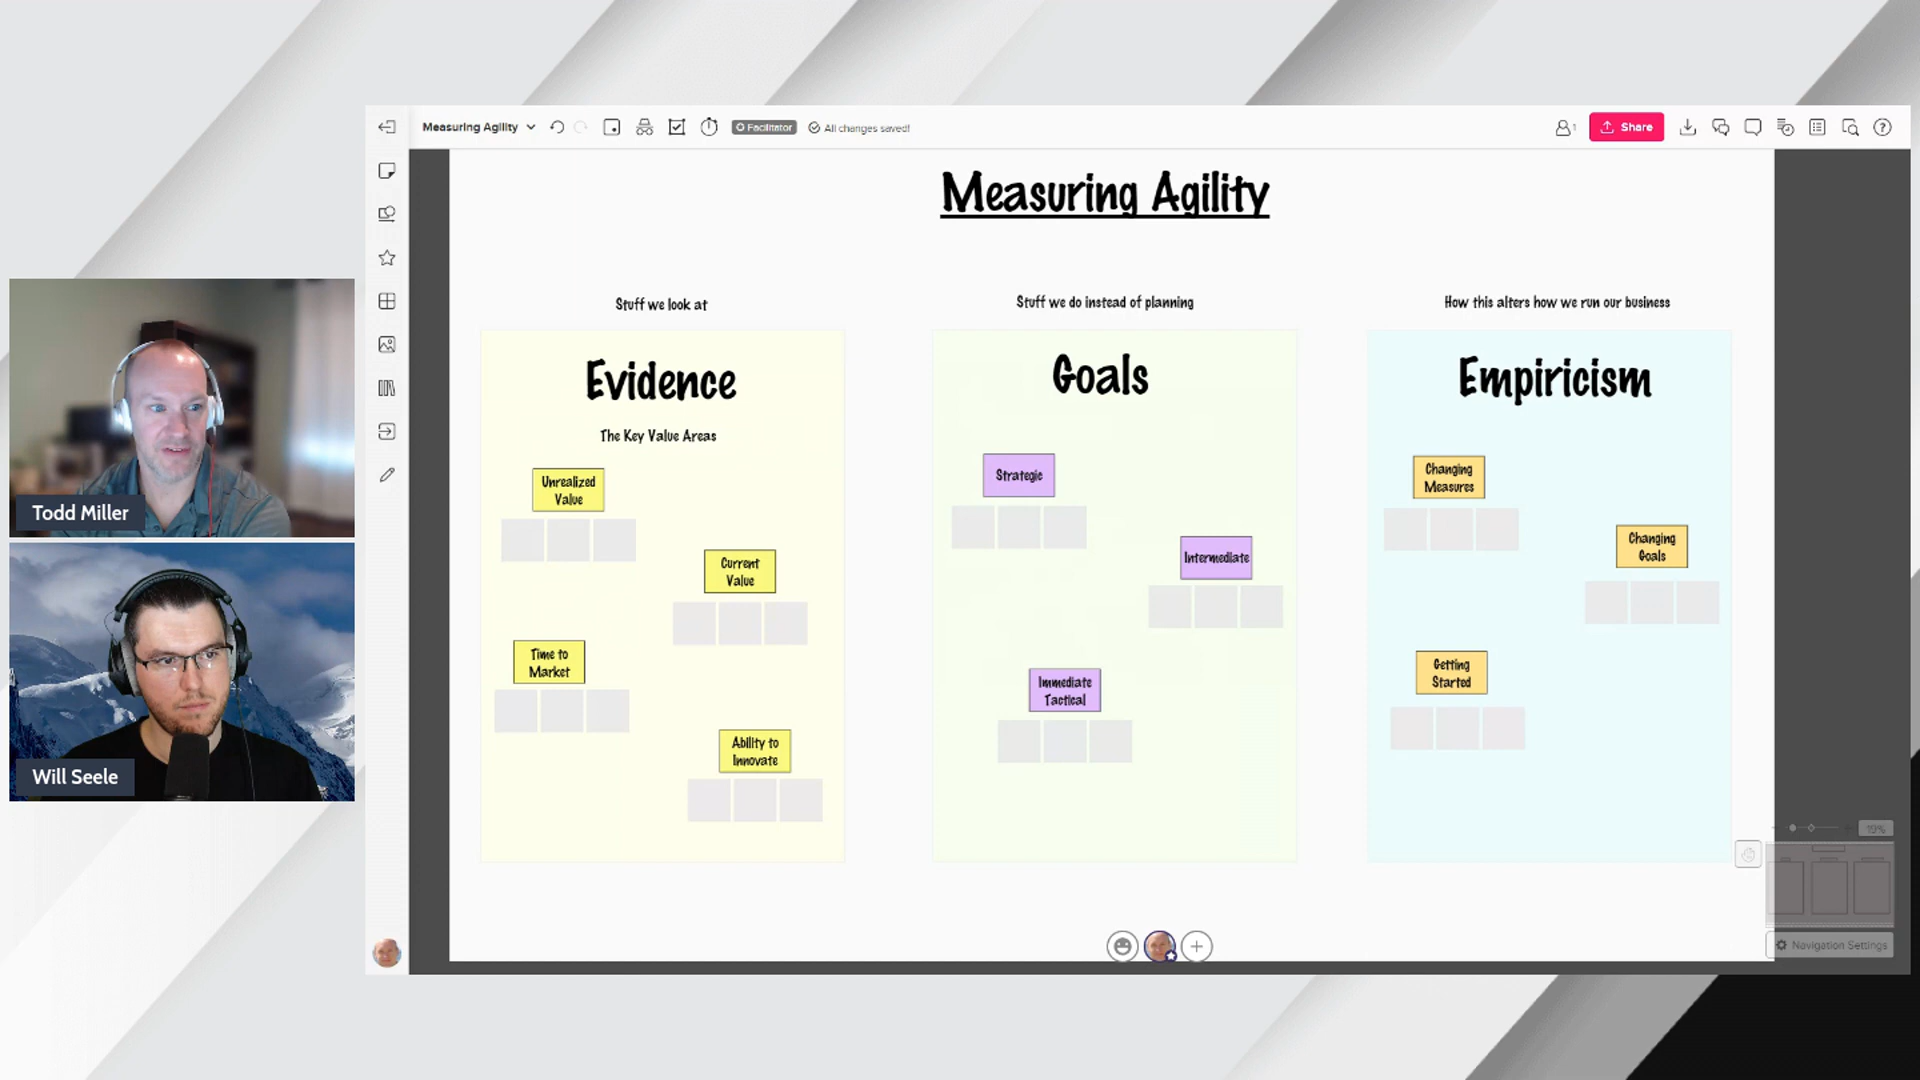 Measuring Agility
Facilitator
All changes saved!
1
Share
Measuring Agility
Stuff we look at
Stuff we do instead of planning
How this alters how we run our business
Evidence
The Key Value Areas
Unrealized
Value
Current
Value
Time to
Market
Ability to
Innovate
Goals
Strategic
Intermediate
Immediate
Tactical
Empiricism
Changing
Measures
Changing
Goals
Getting
Started
Todd Miller
Will Seele
19%
Navigation Settings